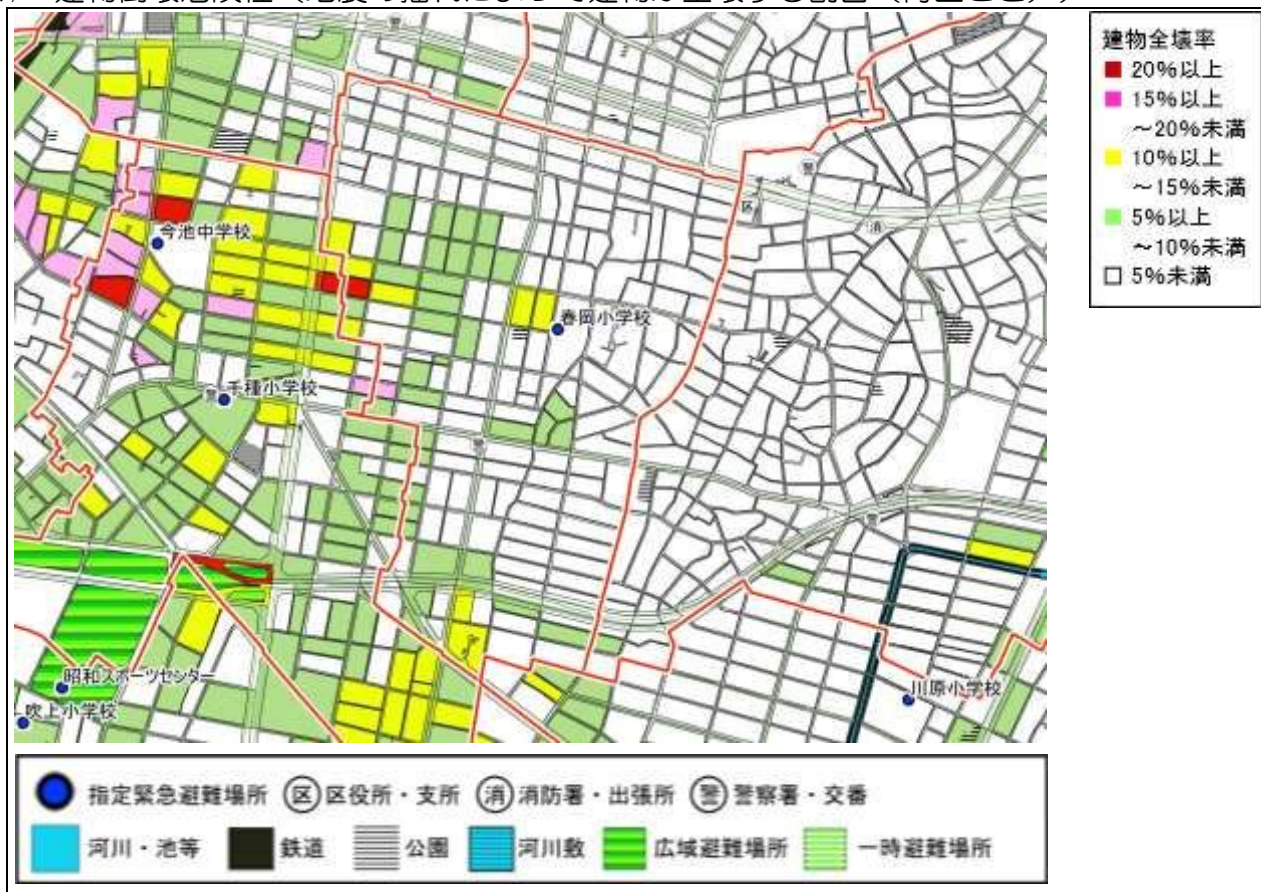 建物全壊率
20%以上
15%以上
～20%未満
10%以上
～15%未満
5%以上
～10%未満
5%未満
区
消
今池中学校
春岡小学校
千種小学校
昭和スポーツセンター
吹上小学校
川原小学校
指定緊急避難場所 区 区役所・支所 消 消防署・出張所 警 警察署・交番
河川・池等 鉄道 公園 河川敷 広域避難場所 一時避難場所